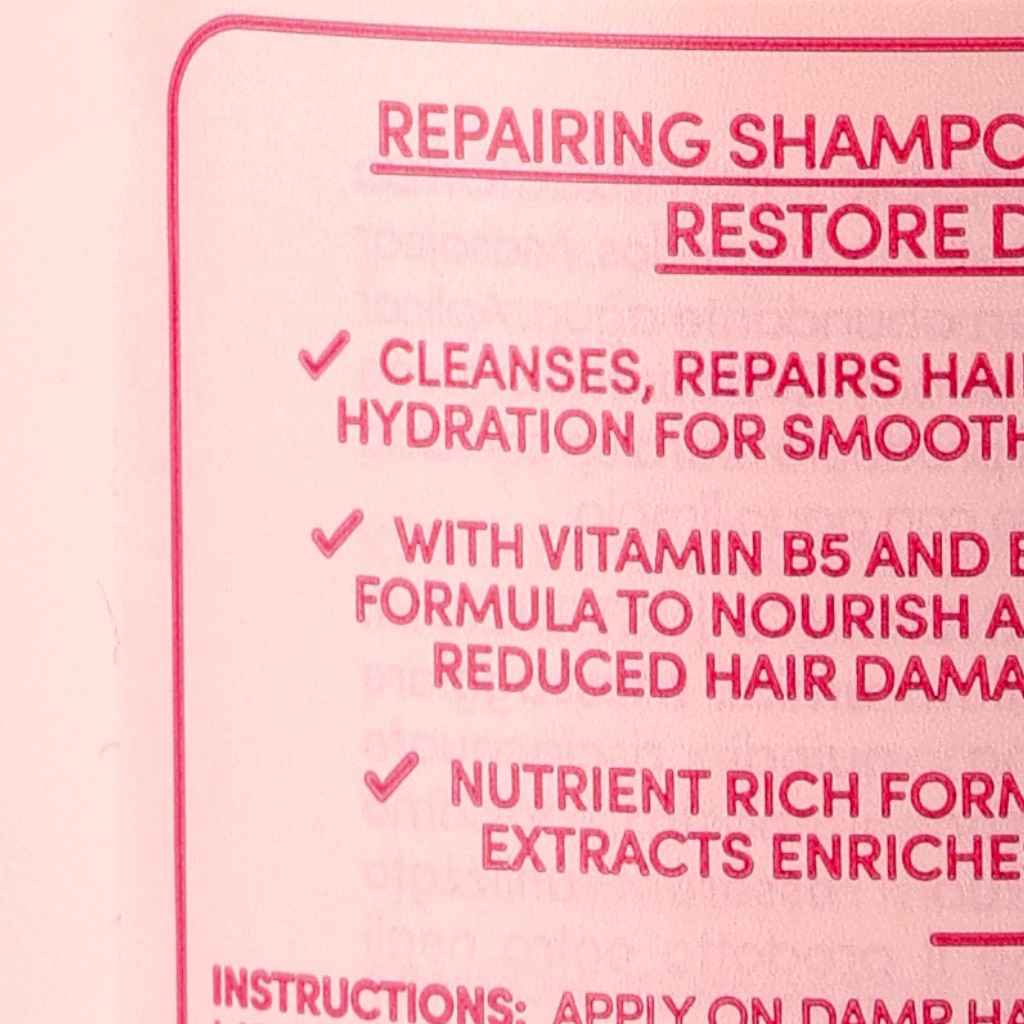 REPAIRING SHAMPO
RESTORE D
✓ CLEANSES, REPAIRS HAI
HYDRATION FOR SMOOTH
✓ WITH VITAMIN B5 AND
FORMULA TO NOURISH A
REDUCED HAIR DAMA
✓ NUTRIENT RICH FORM
EXTRACTS ENRICHE
INSTRUCTIONS: APPLY ON DAMP HA